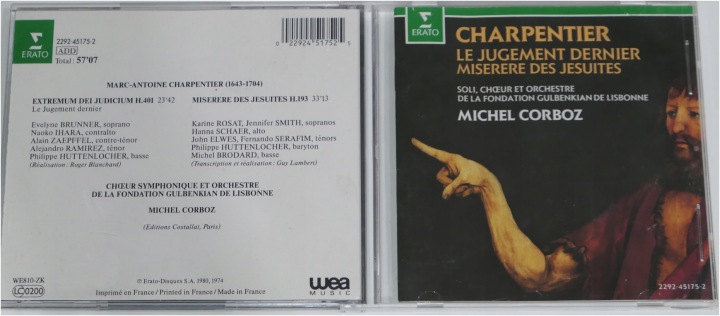 ERATO
2292-45175-2
ADD
Total : 57'07
0 22924 51752 5
MARC-ANTOINE CHARPENTIER (1643-1704)
EXTREMUM DEI JUDICIUM H.401 23'42
Le Jugement dernier
Evelyne BRUNNER, soprano
Naoko IHARA, contralto
Alain ZAEPFFEL, contre-ténor
Alejandro RAMIREZ, ténor
Philippe HUTTENLOCHER, basse
(Réalisation : Roger Blanchard)
MISERERE DES JESUITES H.193 33'13
Karine ROSAT, Jennifer SMITH, sopranos
Hanna SCHAER, alto
John ELWES, Fernando SERAFIM, ténors
Philippe HUTTENLOCHER, baryton
Michel BRODARD, basse
(Transcription et réalisation : Guy Lambert)
CHŒUR SYMPHONIQUE ET ORCHESTRE
DE LA FONDATION GULBENKIAN DE LISBONNE
MICHEL CORBOZ
(Editions Costallat, Paris)
WE810-ZK
LC 0200
℗ Erato-Disques S.A. 1980, 1974
Imprimé en France / Printed in France / Made in France
wea
MUSIC
ERATO
CHARPENTIER
LE JUGEMENT DERNIER
MISERERE DES JESUITES
SOLI, CHŒUR ET ORCHESTRE
DE LA FONDATION GULBENKIAN DE LISBONNE
MICHEL CORBOZ
2292-45175-2